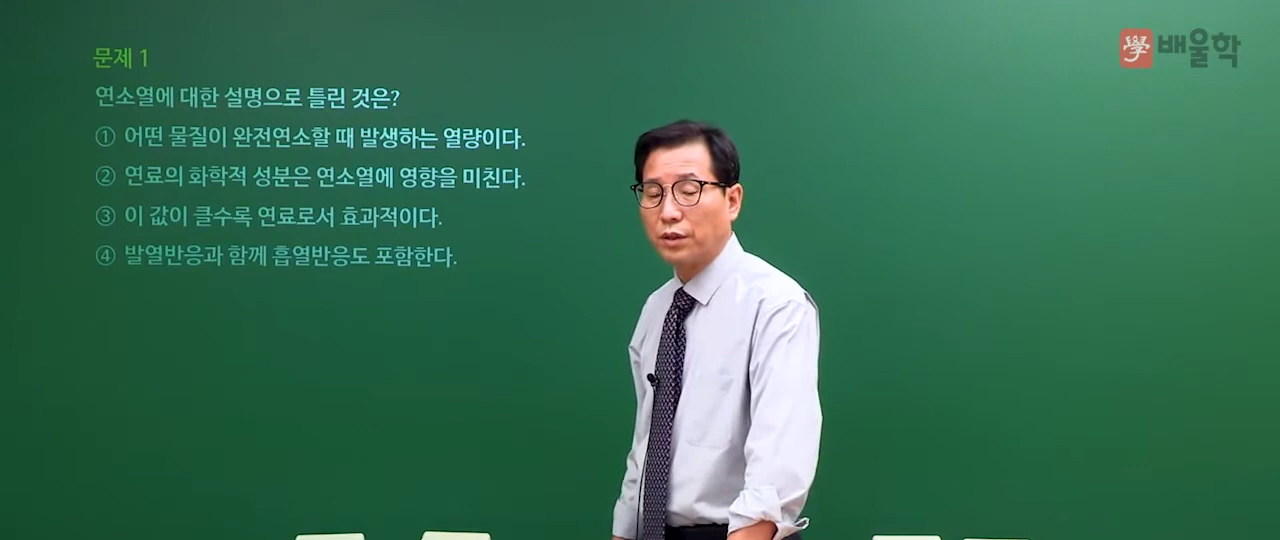 學 배울학
문제 1
연소열에 대한 설명으로 틀린 것은?
① 어떤 물질이 완전연소할 때 발생하는 열량이다.
② 연료의 화학적 성분은 연소열에 영향을 미친다.
③ 이 값이 클수록 연료로서 효과적이다.
④ 발열반응과 함께 흡열반응도 포함한다.